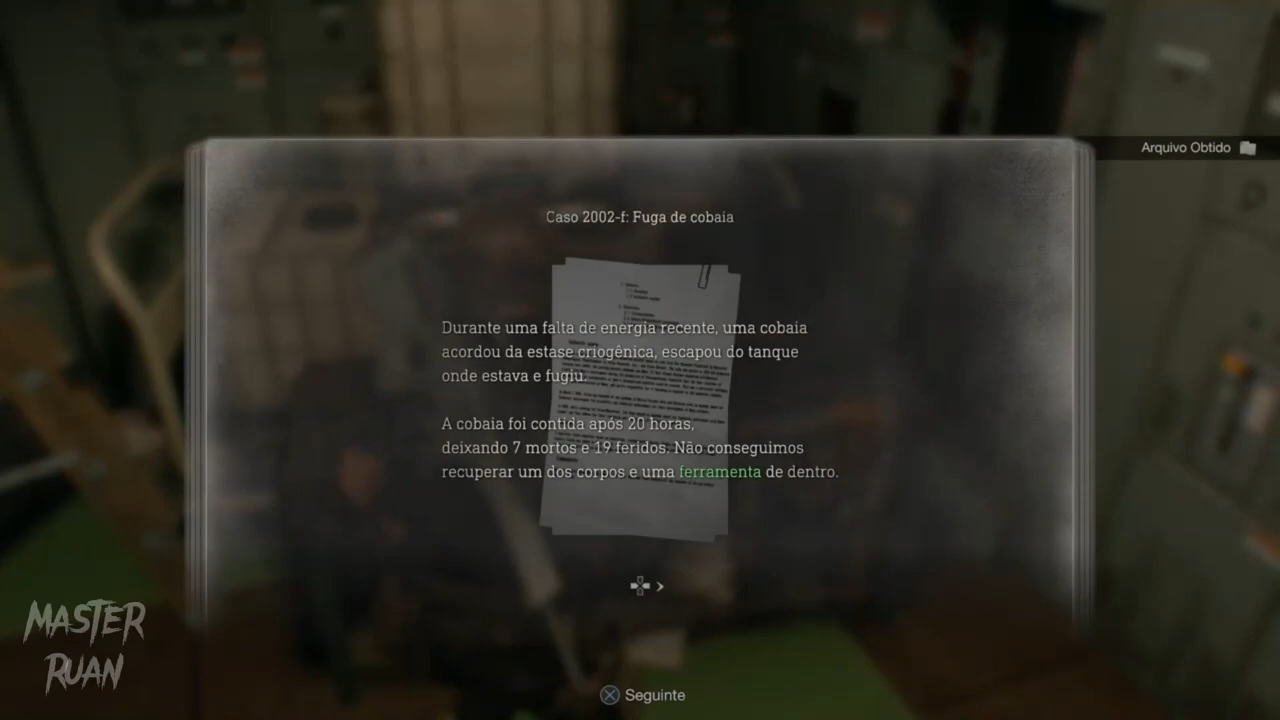 Arquivo Obtido
Caso 2002-f: Fuga de cobaia
Durante uma falta de energia recente, uma cobaia
acordou da estase criogênica, escapou do tanque
onde estava e fugiu.
A cobaia foi contida após 20 horas,
deixando 7 mortos e 19 feridos. Não conseguimos
recuperar um dos corpos e uma ferramenta de dentro.
MASTER
RUAN
Seguinte